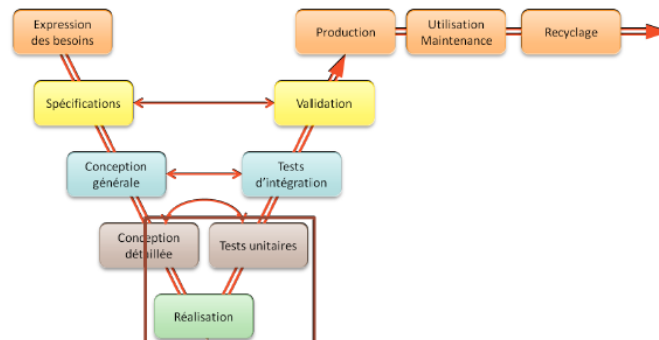 Expression
des besoins
Production
Utilisation
Maintenance
Recyclage
Spécifications
Validation
Conception
générale
Tests
d'intégration
Conception
détaillée
Tests unitaires
Réalisation